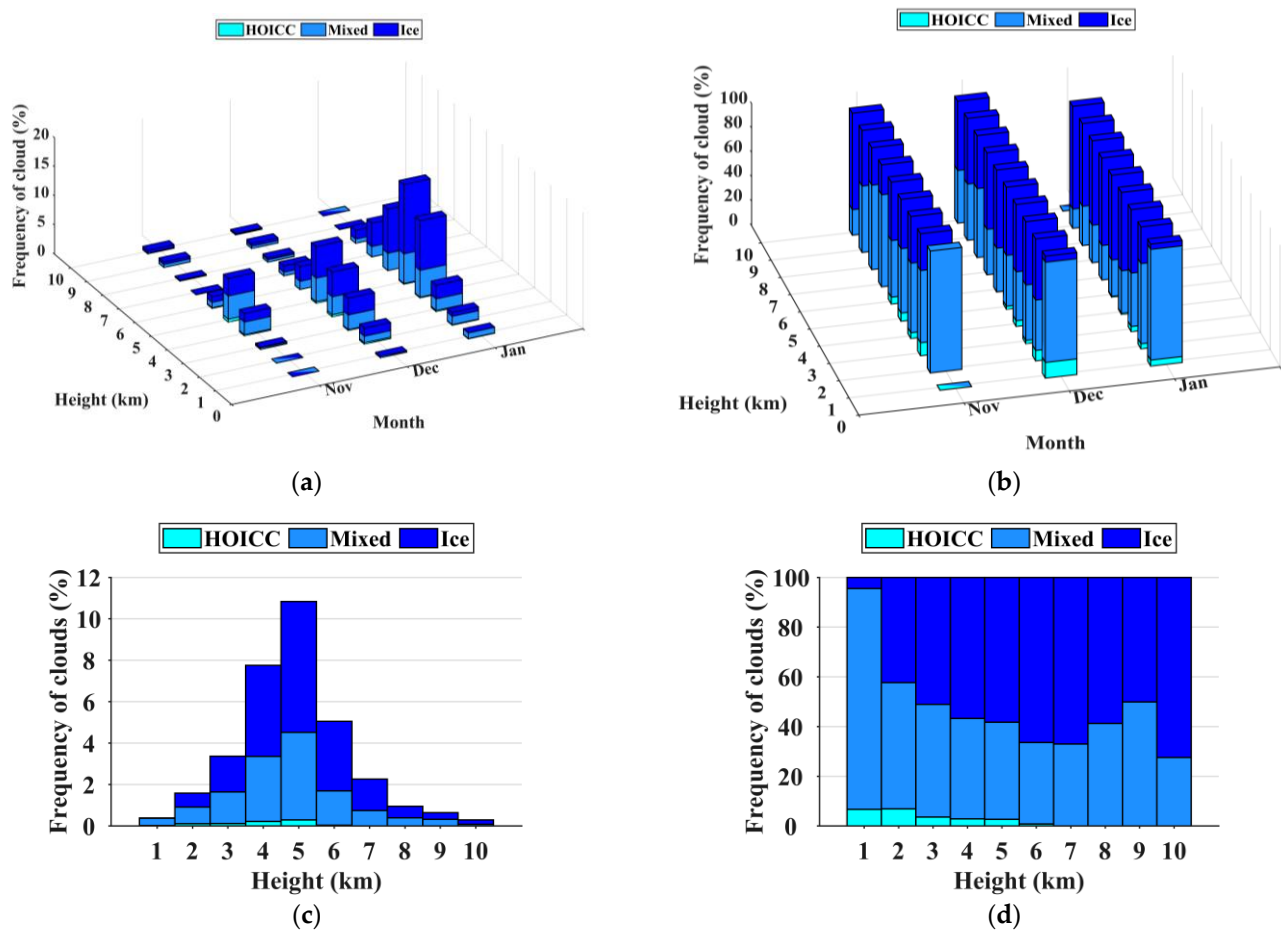 HOICC Mixed Ice
Frequency of cloud (%)
20
15
10
5
0
10
9
8
7
6
5
4
3
2
1
0
Height (km)
Nov
Dec
Jan
Month
(a)
HOICC Mixed Ice
Frequency of cloud (%)
100
80
60
40
20
0
10
9
8
7
6
5
4
3
2
1
0
Height (km)
Nov
Dec
Jan
Month
(b)
HOICC Mixed Ice
Frequency of clouds (%)
12
10
8
6
4
2
0
1 2 3 4 5 6 7 8 9 10
Height (km)
(c)
HOICC Mixed Ice
Frequency of clouds (%)
100
80
60
40
20
0
1 2 3 4 5 6 7 8 9 10
Height (km)
(d)